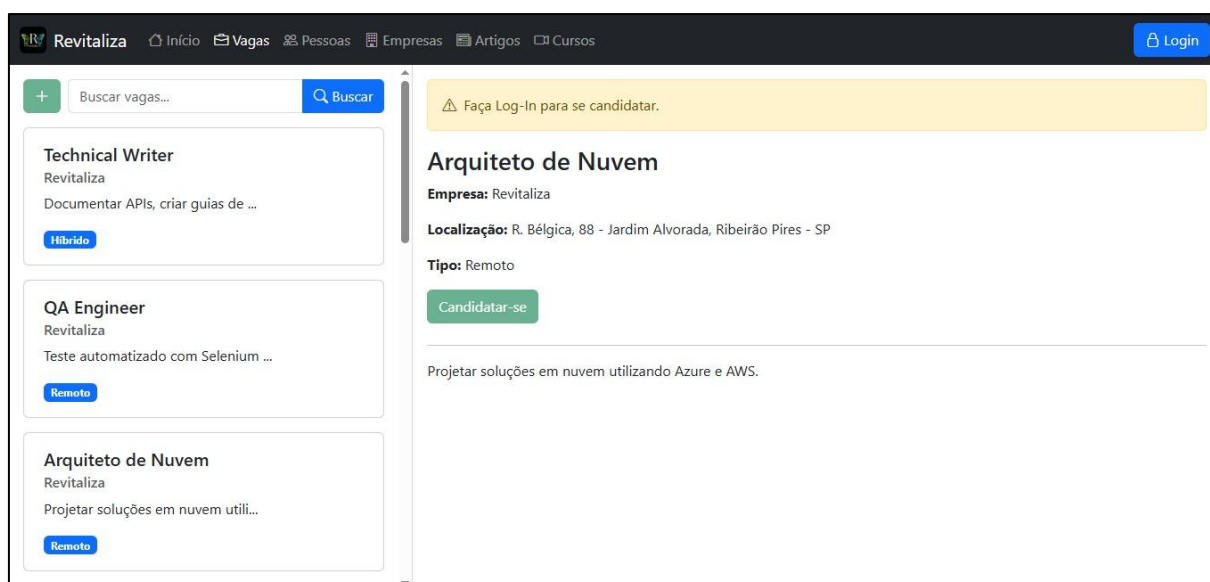 R Revitaliza Início Vagas Pessoas Empresas Artigos Cursos Login
+ Buscar vagas... Buscar
Technical Writer
Revitaliza
Documentar APIs, criar guias de ...
Híbrido
QA Engineer
Revitaliza
Teste automatizado com Selenium ...
Remoto
Arquiteto de Nuvem
Revitaliza
Projetar soluções em nuvem utili...
Remoto
Faça Log-In para se candidatar.
Arquiteto de Nuvem
Empresa: Revitaliza
Localização: R. Bélgica, 88 - Jardim Alvorada, Ribeirão Pires - SP
Tipo: Remoto
Candidatar-se
Projetar soluções em nuvem utilizando Azure e AWS.